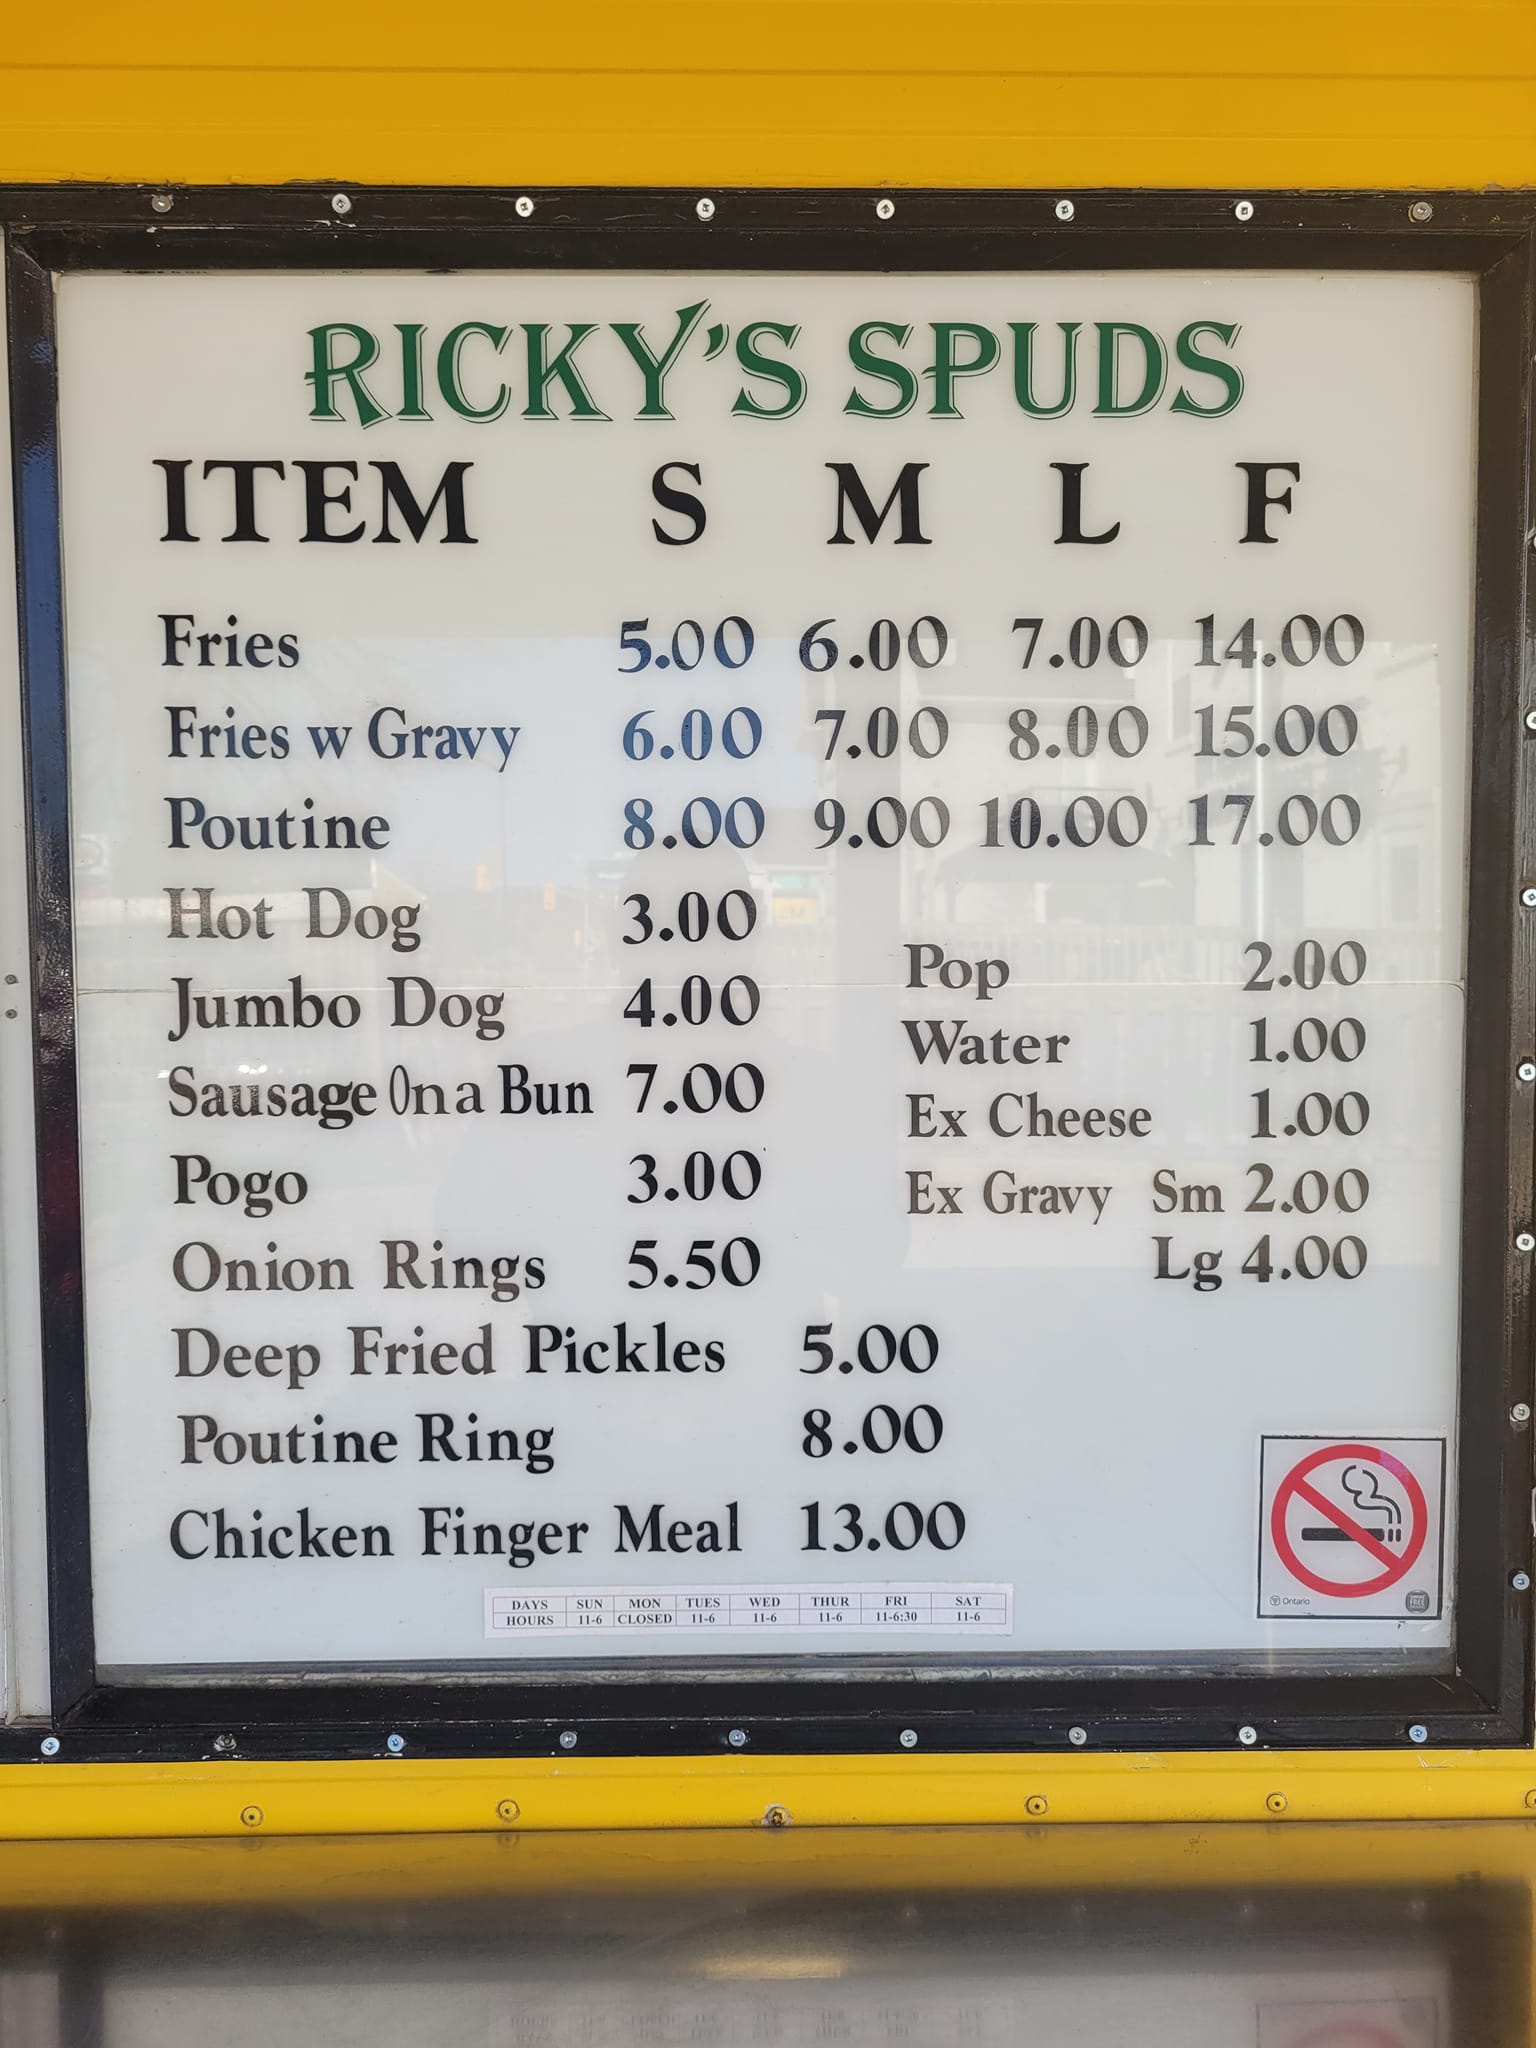 RICKY'S SPUDS
ITEM S M L F
Fries 5.00 6.00 7.00 14.00
Fries w Gravy 6.00 7.00 8.00 15.00
Poutine 8.00 9.00 10.00 17.00
Hot Dog 3.00
Jumbo Dog 4.00
Sausage On a Bun 7.00
Pogo 3.00
Onion Rings 5.50
Pop 2.00
Water 1.00
Ex Cheese 1.00
Ex Gravy Sm 2.00
Lg 4.00
Deep Fried Pickles 5.00
Poutine Ring 8.00
Chicken Finger Meal 13.00
DAYS SUN MON TUES WED THUR FRI SAT
HOURS 11-6 CLOSED 11-6 11-6 11-6 11-6:30 11-6
Ontario